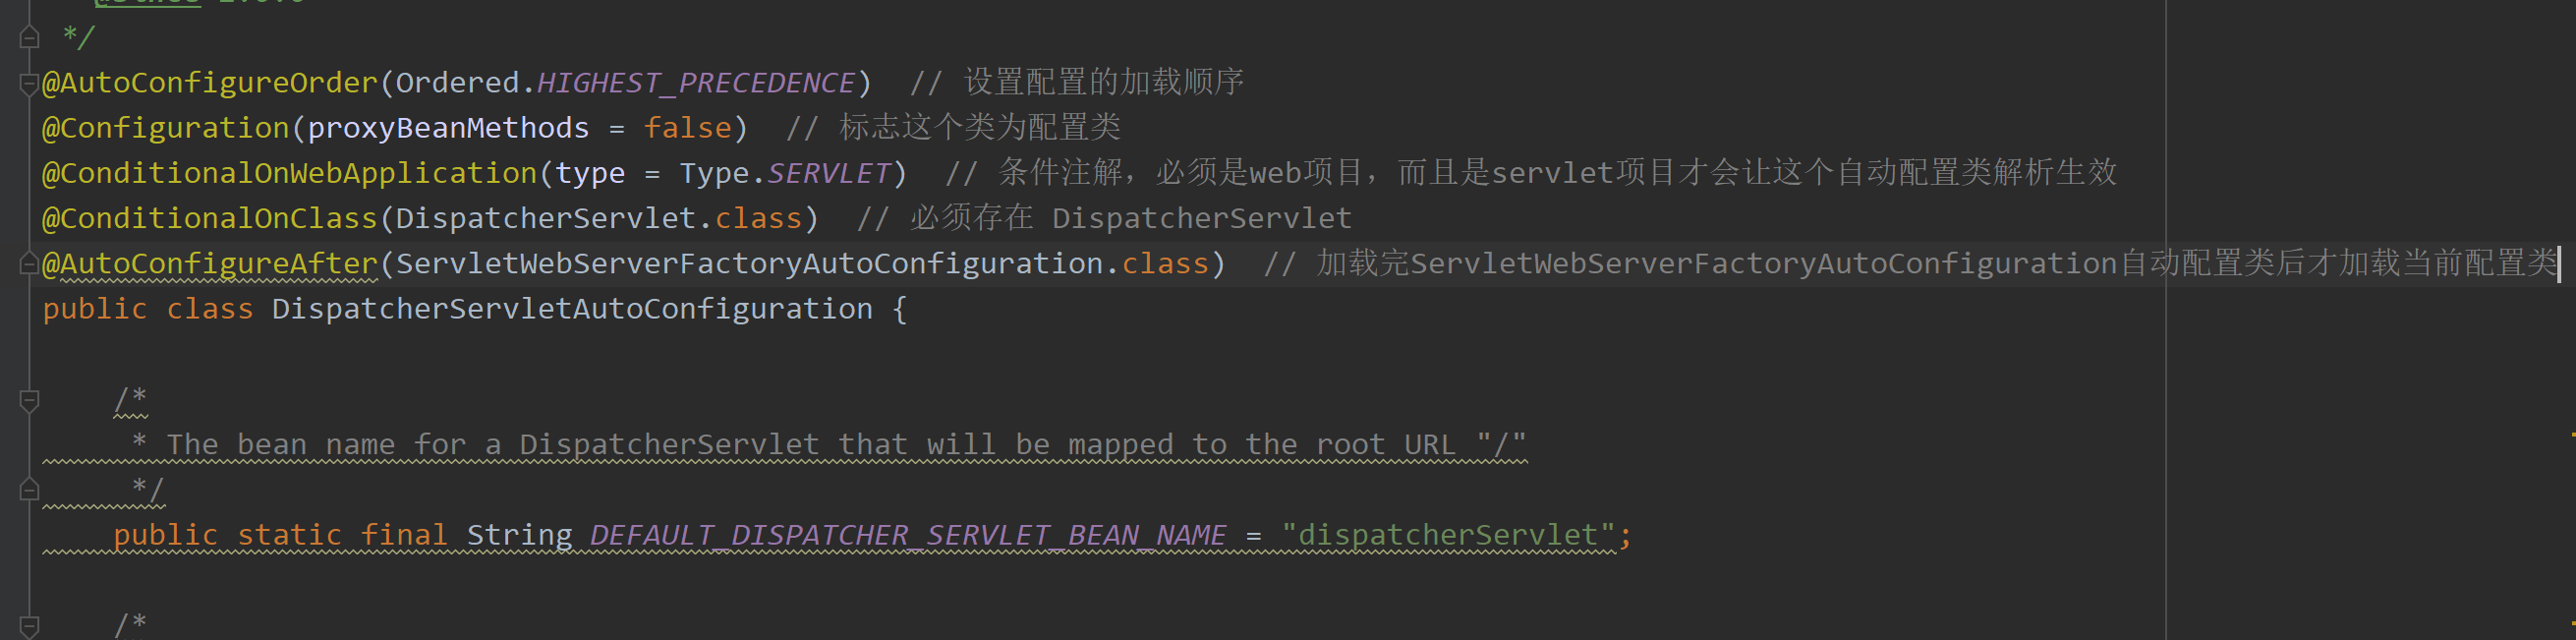 */
@AutoConfigureOrder(Ordered.HIGHEST_PRECEDENCE)  // 设置配置的加载顺序
@Configuration(proxyBeanMethods = false)  // 标志这个类为配置类
@ConditionalOnWebApplication(type = Type.SERVLET)  // 条件注解，必须是web项目，而且是servlet项目才会让这个自动配置类解析生效
@ConditionalOnClass(DispatcherServlet.class)  // 必须存在 DispatcherServlet
@AutoConfigureAfter(ServletWebServerFactoryAutoConfiguration.class)  // 加载完ServletWebServerFactoryAutoConfiguration自动配置类后才加载当前配置类
public class DispatcherServletAutoConfiguration {
/*
* The bean name for a DispatcherServlet that will be mapped to the root URL "/"
*/
public static final String DEFAULT_DISPATCHER_SERVLET_BEAN_NAME = "dispatcherServlet";
/*